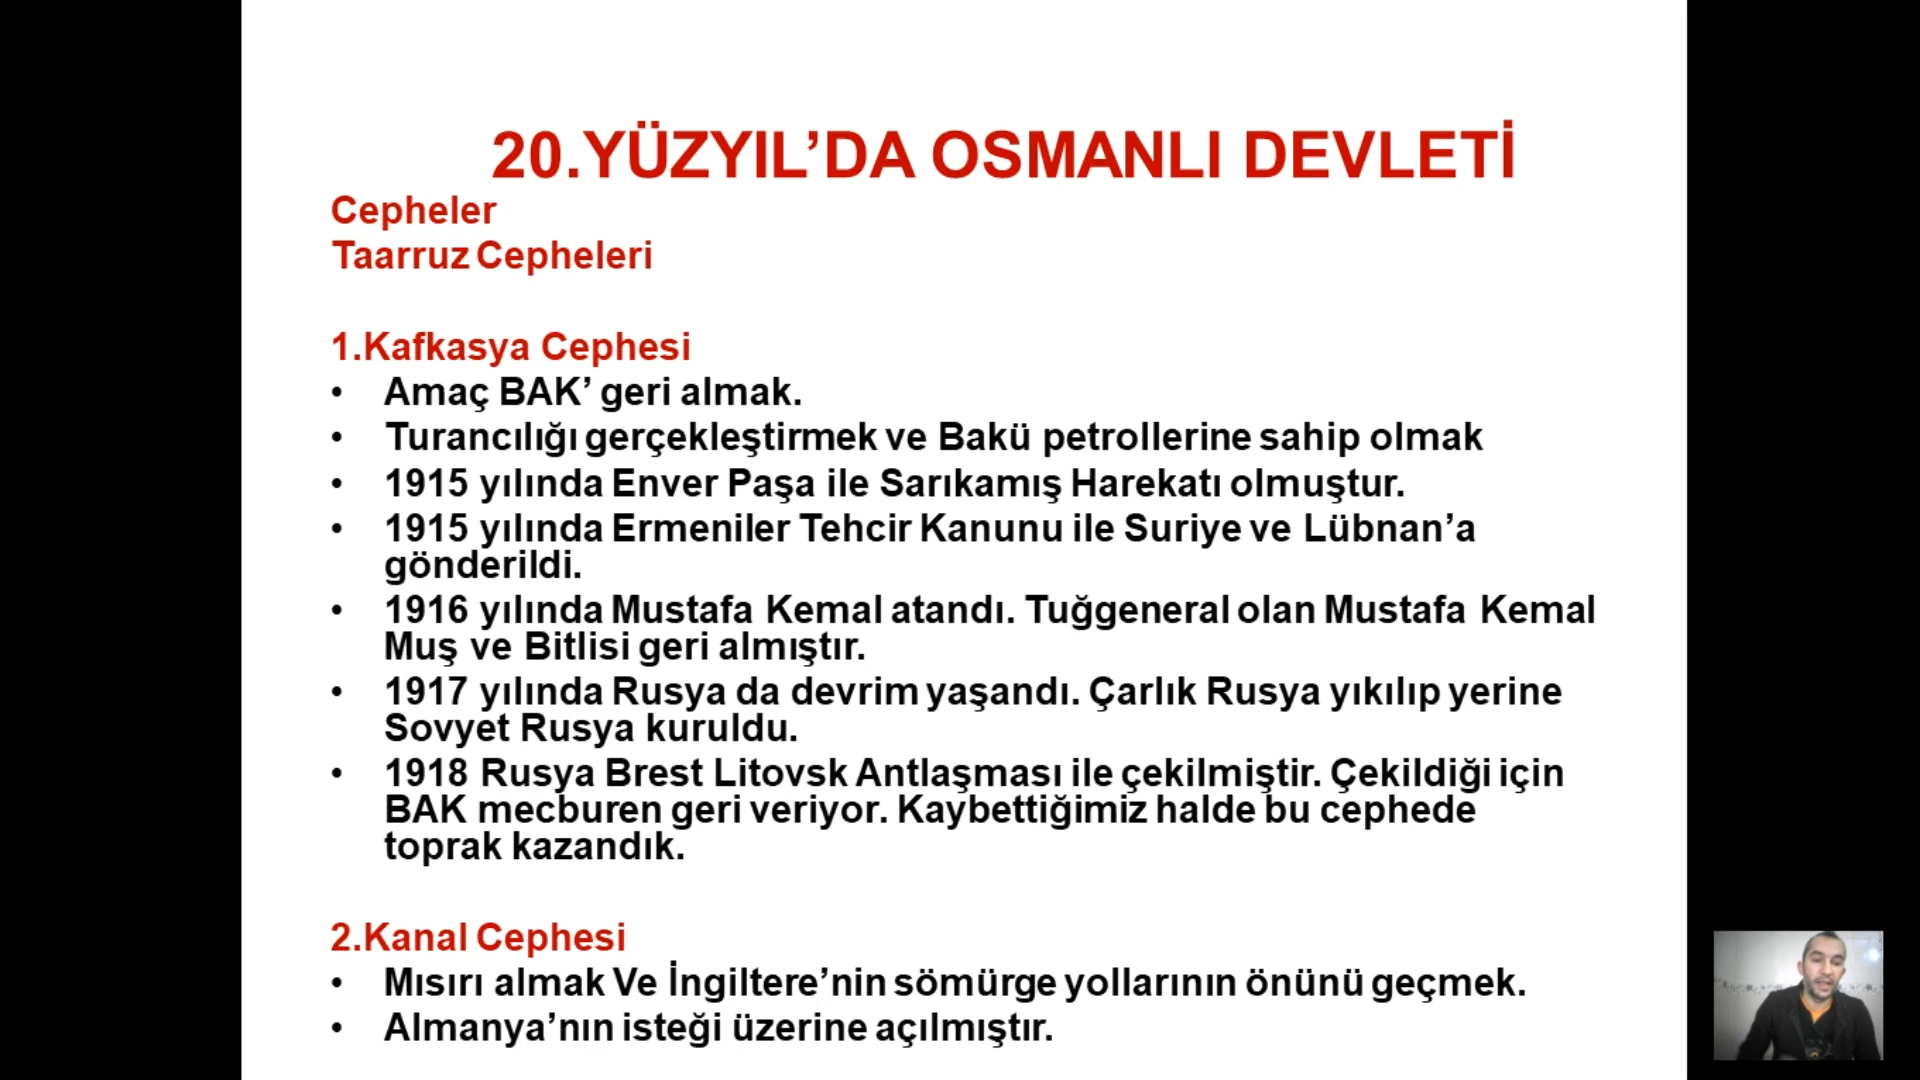 20.YÜZYIL’DA OSMANLI DEVLETİ
Cepheler
Taarruz Cepheleri
1.Kafkasya Cephesi
• Amaç BAK’ geri almak.
• Turancılığı gerçekleştirmek ve Bakü petrollerine sahip olmak
• 1915 yılında Enver Paşa ile Sarıkamış Harekatı olmuştur.
• 1915 yılında Ermeniler Tehcir Kanunu ile Suriye ve Lübnan’a
gönderildi.
• 1916 yılında Mustafa Kemal atandı. Tuğgeneral olan Mustafa Kemal
Muş ve Bitlisi geri almıştır.
• 1917 yılında Rusya da devrim yaşandı. Çarlık Rusya yıkılıp yerine
Sovyet Rusya kuruldu.
• 1918 Rusya Brest Litovsk Antlaşması ile çekilmiştir. Çekildiği için
BAK mecburen geri veriyor. Kaybettiğimiz halde bu cephede
toprak kazandık.
2.Kanal Cephesi
• Mısırı almak Ve İngiltere’nin sömürge yollarının önünü geçmek.
• Almanya’nın isteği üzerine açılmıştır.